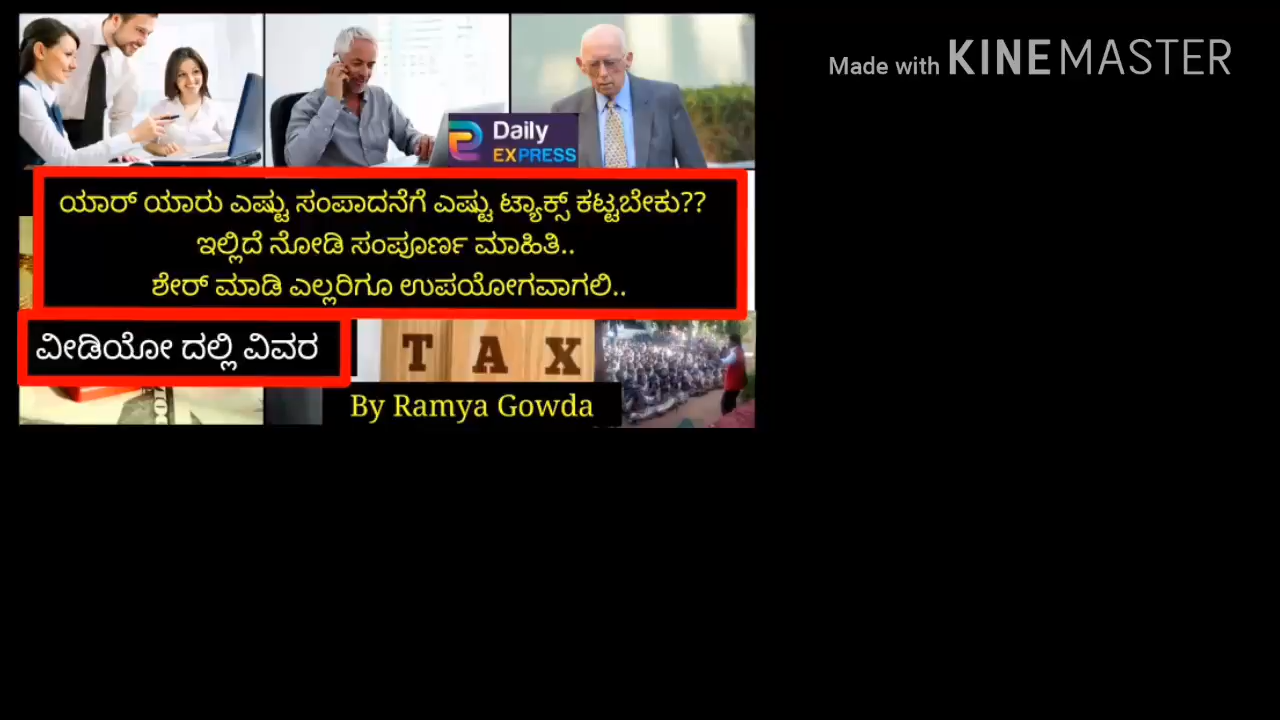 Made with KINEMASTER
Daily
EXPRESS
ಯಾರ್ ಯಾರು ಎಷ್ಟು ಸಂಪಾದನೆಗೆ ಎಷ್ಟು ಟ್ಯಾಕ್ಸ್ ಕಟ್ಟಬೇಕು??
ಇಲ್ಲಿದೆ ನೋಡಿ ಸಂಪೂರ್ಣ ಮಾಹಿತಿ..
ಶೇರ್ ಮಾಡಿ ಎಲ್ಲರಿಗೂ ಉಪಯೋಗವಾಗಲಿ..
ವೀಡಿಯೋ ದಲ್ಲಿ ವಿವರ
TAX
By Ramya Gowda